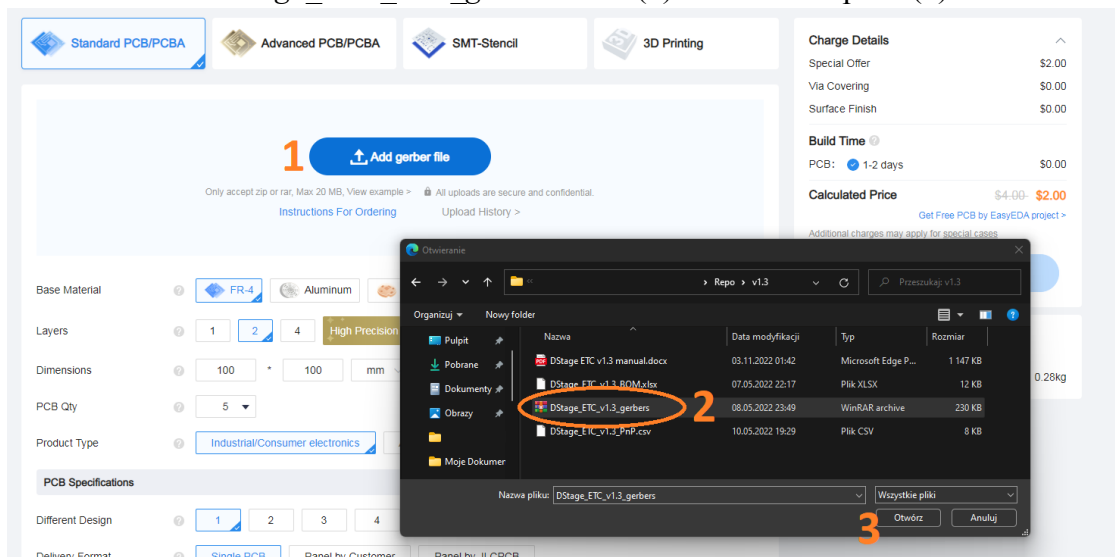 Standard PCB/PCBA
Advanced PCB/PCBA
SMT-Stencil
3D Printing
Charge Details
Special Offer $2.00
Via Covering $0.00
Surface Finish $0.00
Build Time
PCB: 1-2 days $0.00
Calculated Price $4.00 $2.00
Get Free PCB by EasyEDA project >
Additional charges may apply for special cases
1
Add gerber file
Only accept zip or rar, Max 20 MB, View example > All uploads are secure and confidential.
Instructions For Ordering Upload History >
0.28kg
Base Material FR-4 Aluminum
Layers 1 2 4 High Precision
Dimensions 100 * 100 mm
PCB Qty 5
Product Type Industrial/Consumer electronics
PCB Specifications
Different Design 1 2 3 4
Delivery Format Single PCB Panel by Customer Panel by JLCPCB
Otwieranie
« › Repo › v1.3 Przeszukaj: v1.3
Organizuj Nowy folder
Nazwa Data modyfikacji Typ Rozmiar
Pulpit
Pobrane
Dokumenty
Obrazy
Moje Dokumer
DStage ETC v1.3 manual.docx 03.11.2022 01:42 Microsoft Edge P... 1 147 KB
DStage_ETC_v1.3_BOM.xlsx 07.05.2022 22:17 Plik XLSX 12 KB
DStage_ETC_v1.3_gerbers 08.05.2022 23:49 WinRAR archive 230 KB
2
DStage_ETC_v1.3_PnP.csv 10.05.2022 19:29 Plik CSV 8 KB
Nazwa pliku: DStage_ETC_v1.3_gerbers Wszystkie pliki
3
Otwórz Anuluj